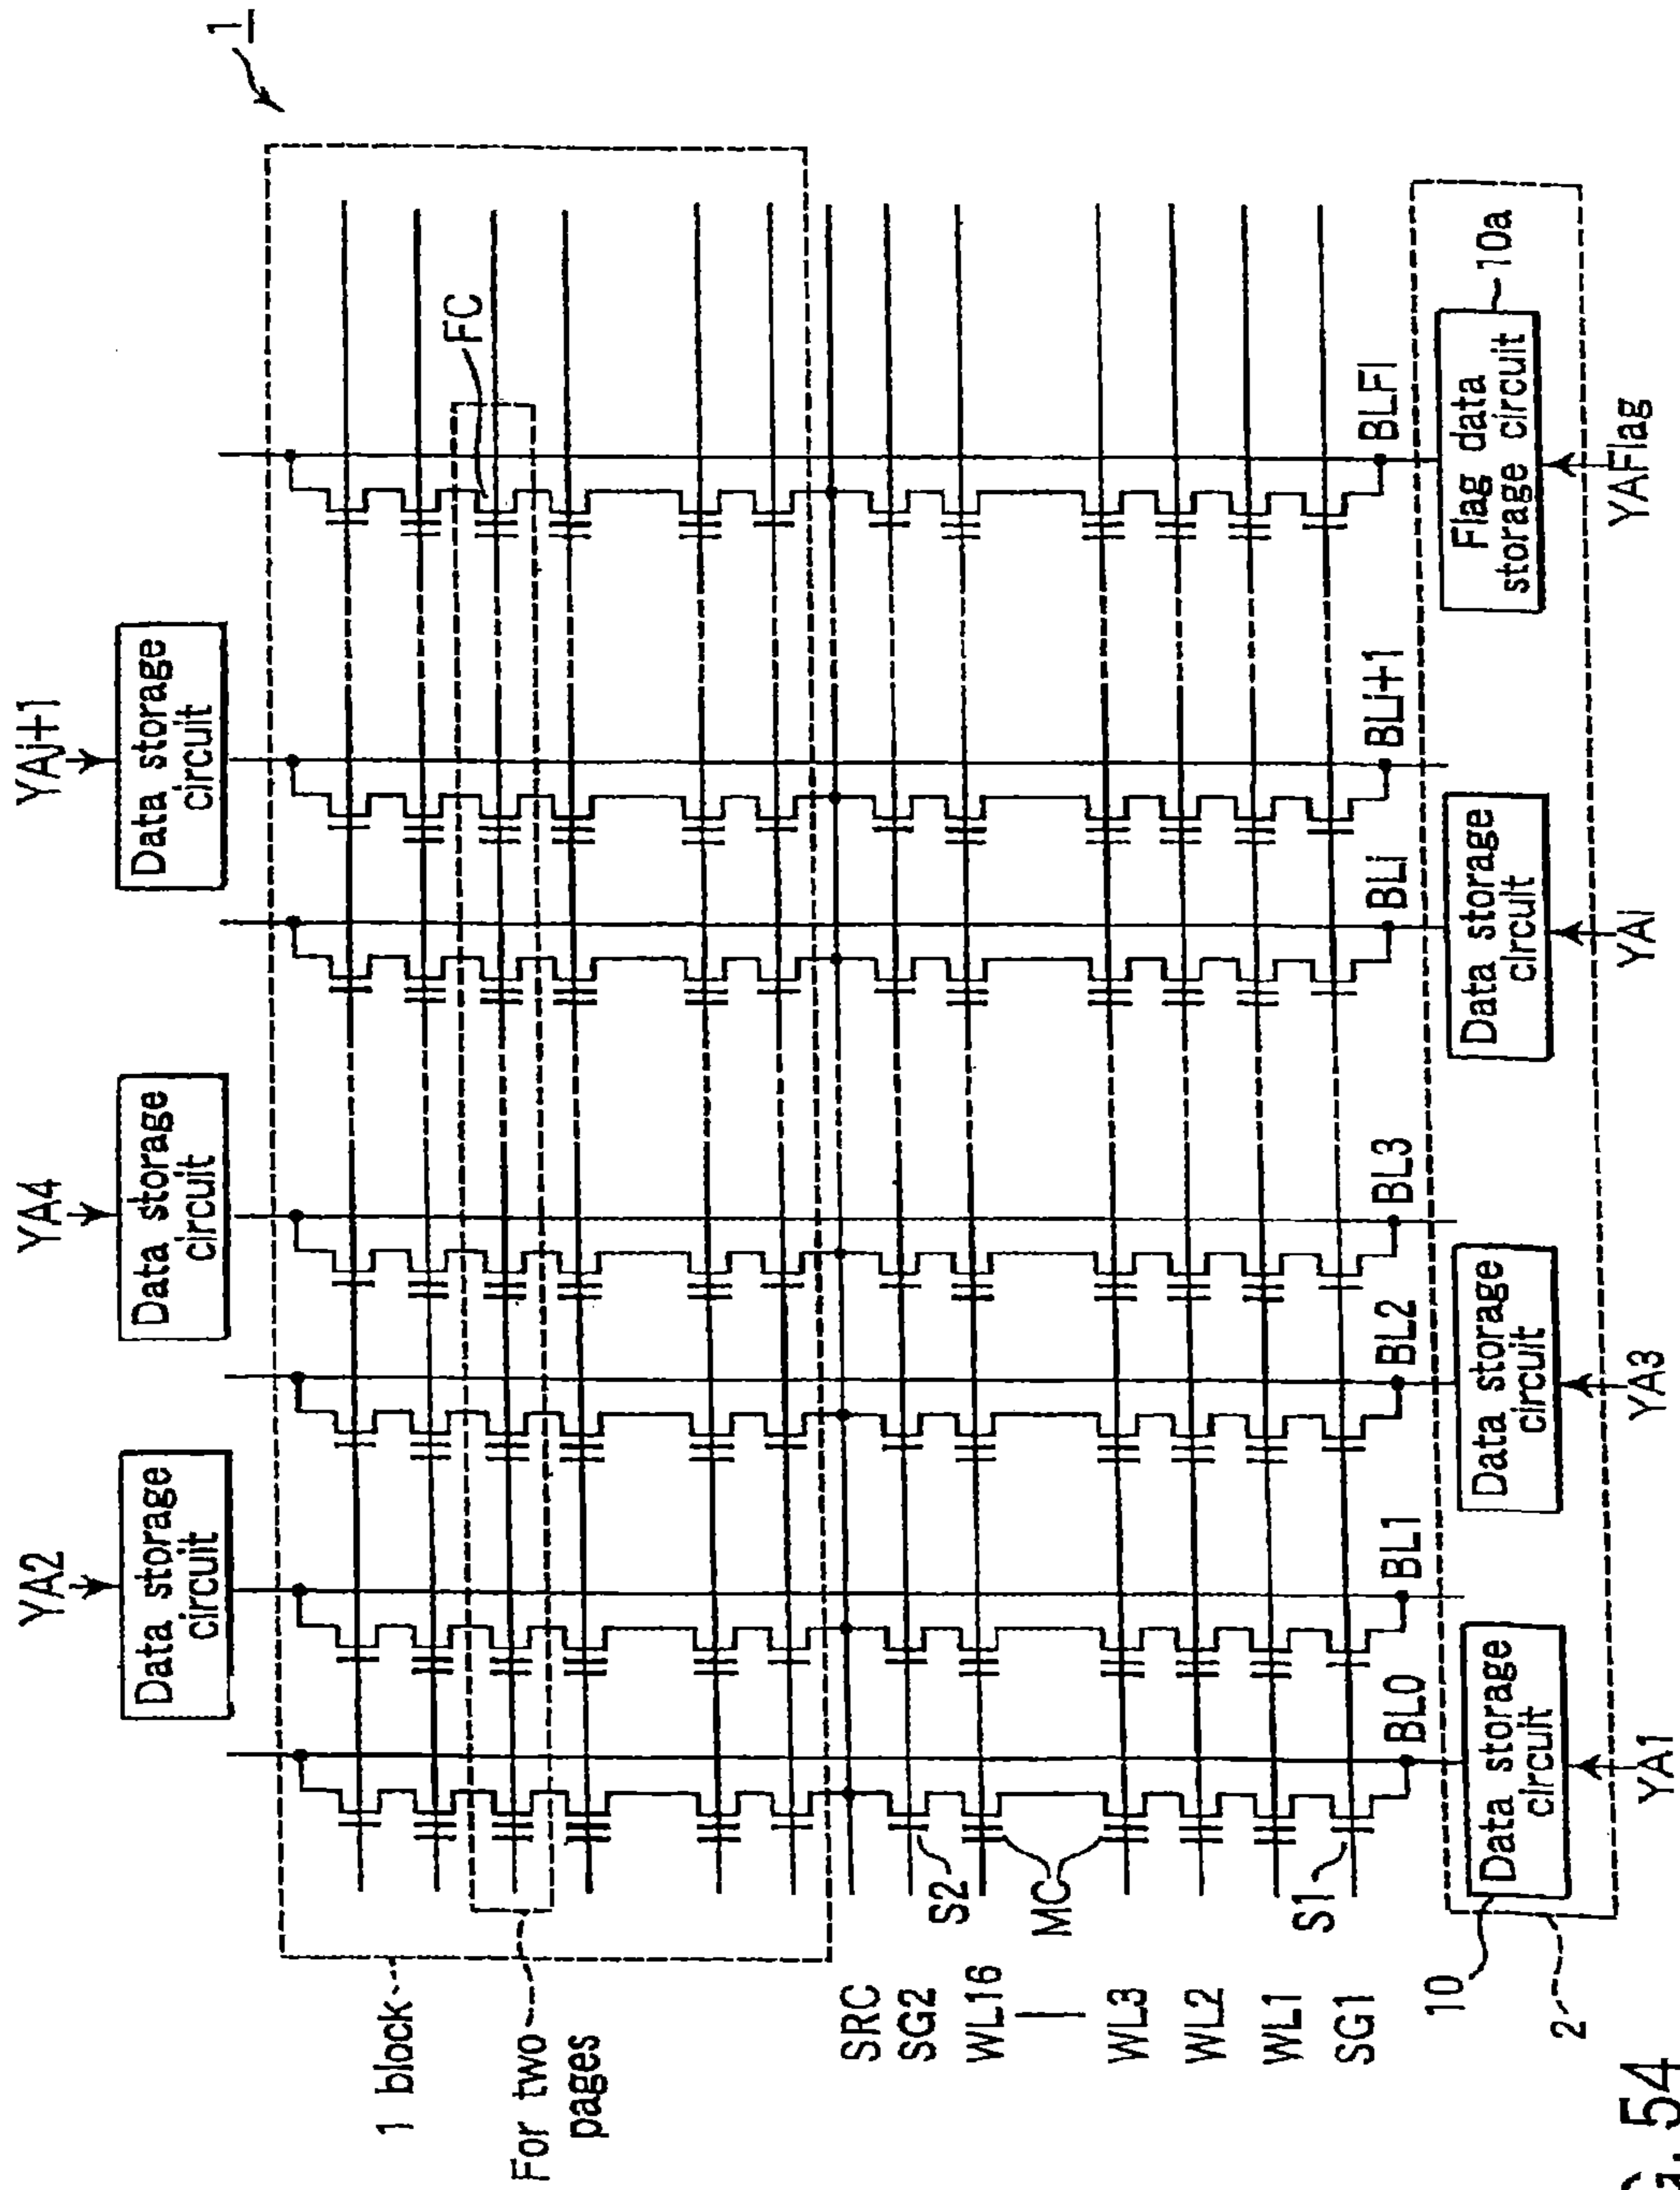 1
YA2
YA4
YAj+1
Data storage
circuit
Data storage
circuit
Data storage
circuit
1 block
For two
pages
FC
SRC
SG2
WL16
WL3
WL2
WL1
SG1
S2
MC
S1
BL0
BL1
BL2
BL3
BLi
BLi+1
BLFl
10
2
Data storage
circuit
Data storage
circuit
Data storage
circuit
Flag data
storage circuit
10a
YA1
YA3
YAi
YAFlag
54